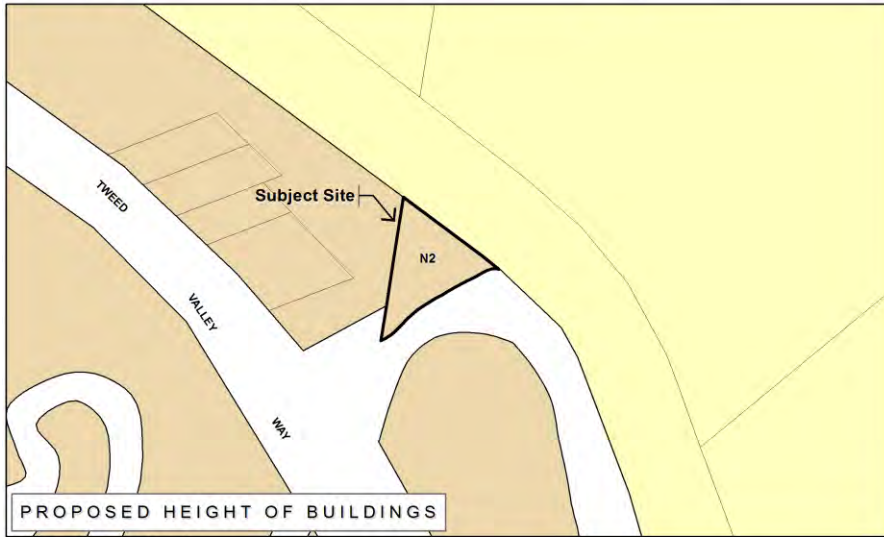 TWEED
Subject Site
N2
VALLEY
WAY
PROPOSED HEIGHT OF BUILDINGS